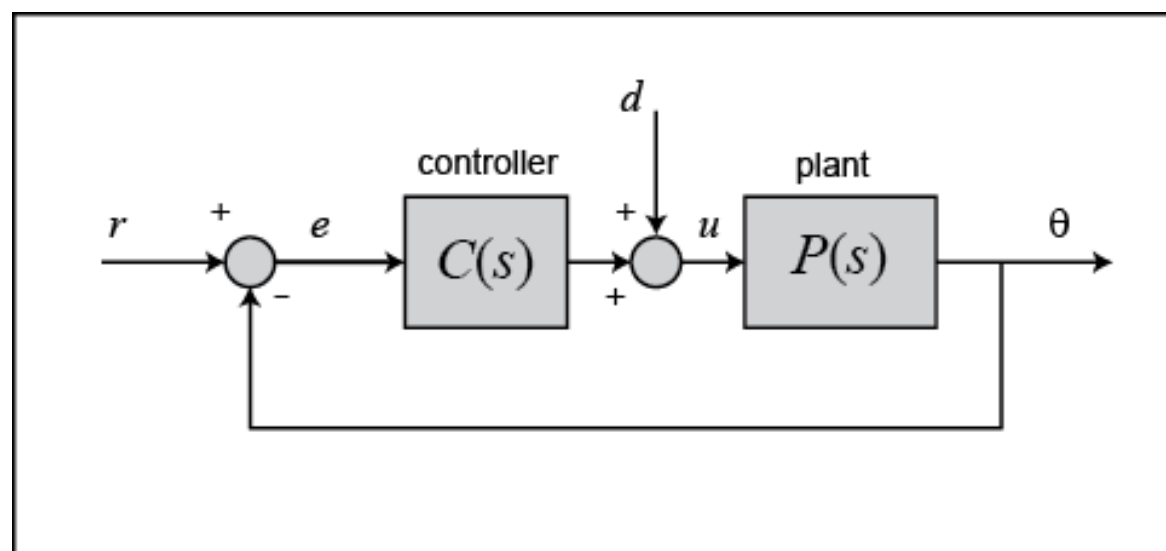 d
controller
plant
+
+
r
e
C(s)
u
P(s)
θ
-
+